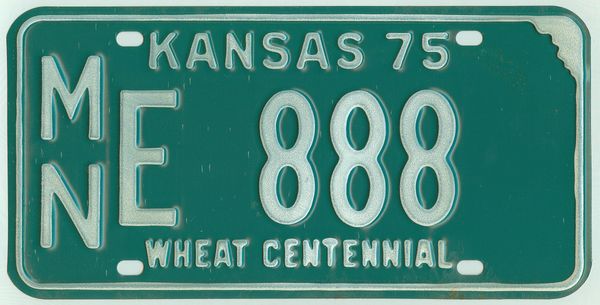 KANSAS 75
MN E 888
WHEAT CENTENNIAL